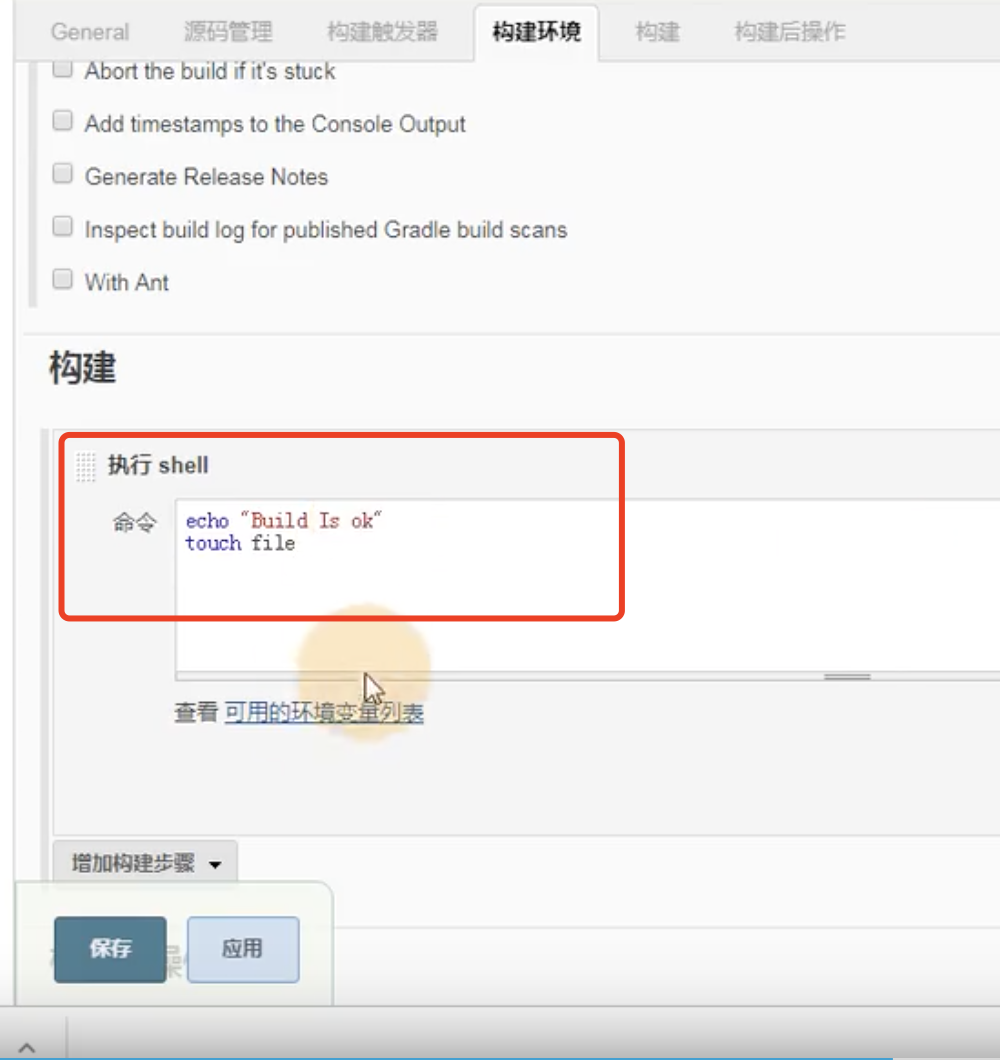 General 源码管理 构建触发器 构建环境 构建 构建后操作
Abort the build if it's stuck
Add timestamps to the Console Output
Generate Release Notes
Inspect build log for published Gradle build scans
With Ant
构建
执行 shell
命令
echo "Build Is ok"
touch file
查看 可用的环境变量列表
增加构建步骤
保存 应用